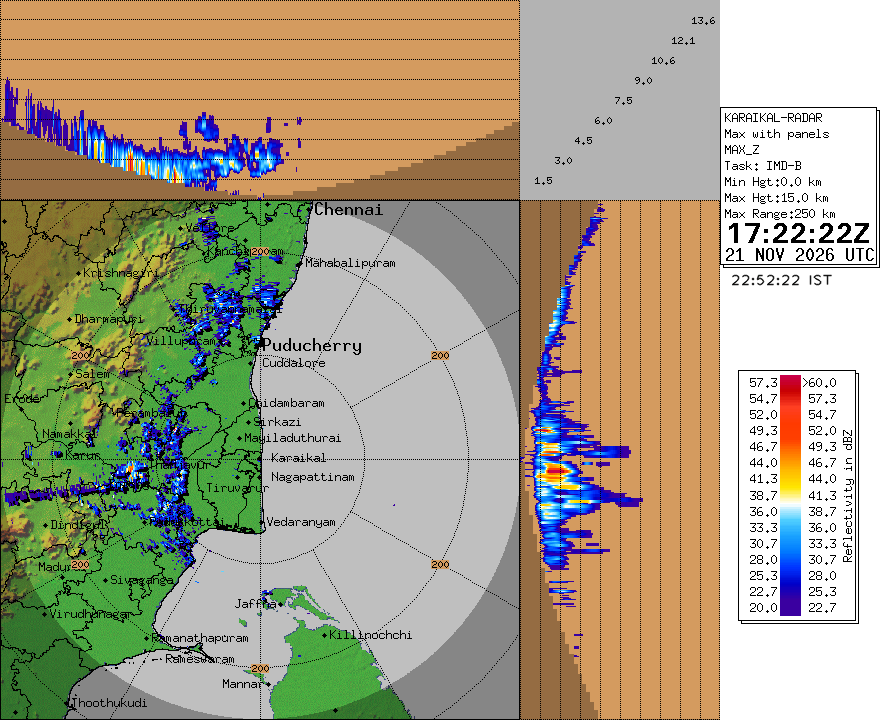 13.6
12.1
10.6
9.0
7.5
6.0
4.5
3.0
1.5
KARAIKAL-RADAR
Max with panels
MAX_Z
Task: IMD-B
Min Hgt:0.0 km
Max Hgt:15.0 km
Max Range:250 km
17:22:22Z
21 NOV 2026 UTC
22:52:22 IST
Chennai
200
Mahabalipuram
Krishnagiri
Dharmapuri
Villupuram
Puducherry
200
200
Cuddalore
Salem
Chidambaram
Sirkazi
Namakkal
Mayiladuthurai
Karur
Karaikal
Thanjavur
Nagapattinam
Tiruvarur
Vedaranyam
Dindigul
200
200
Sivaganga
Jaffna
Virudhunagar
Ramanathapuram
Killinochchi
Rameswaram
200
Mannar
Thoothukudi
57.3 >60.0
54.7 57.3
52.0 54.7
49.3 52.0
46.7 49.3
44.0 46.7
41.3 44.0
38.7 41.3
36.0 38.7
33.3 36.0
30.7 33.3
28.0 30.7
25.3 28.0
22.7 25.3
20.0 22.7
Reflectivity in dBZ